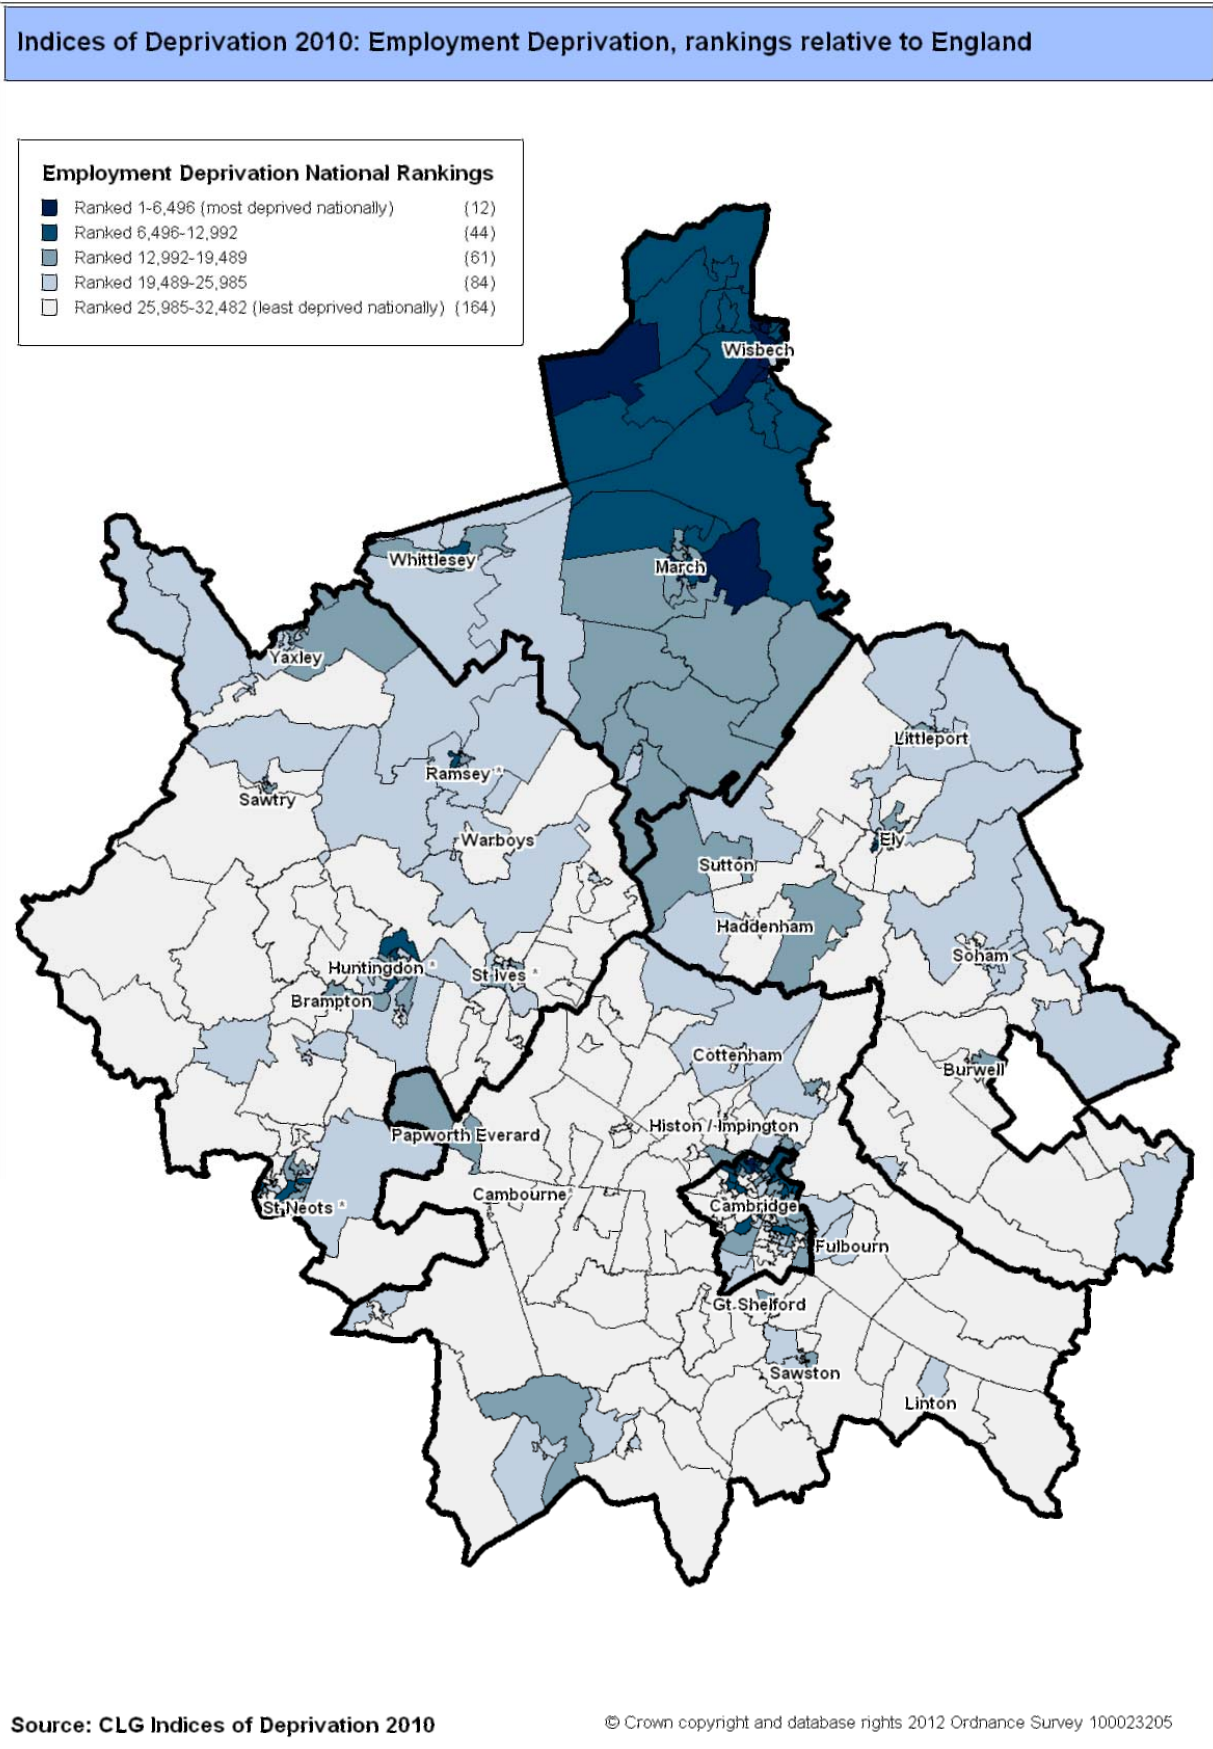 Indices of Deprivation 2010: Employment Deprivation, rankings relative to England
Employment Deprivation National Rankings
Ranked 1-6,496 (most deprived nationally) (12)
Ranked 6,496-12,992 (44)
Ranked 12,992-19,489 (61)
Ranked 19,489-25,985 (84)
Ranked 25,985-32,482 (least deprived nationally) (164)
Wisbech
Whittlesey
March
Yaxley
Littleport
Ramsey *
Sawtry
Warboys
Ely
Sutton
Haddenham
Soham
Huntingdon *
St Ives *
Brampton
Cottenham
Burwell
Histon / Impington
Papworth Everard
Cambourne*
St Neots *
Cambridge
Fulbourn
Gt Shelford
Sawston
Linton
Source: CLG Indices of Deprivation 2010
© Crown copyright and database rights 2012 Ordnance Survey 100023205